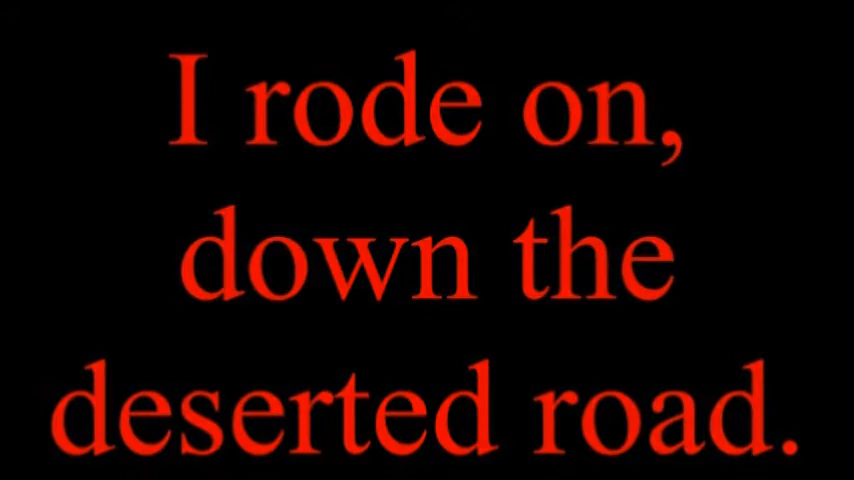 I rode on,
down the
deserted road.